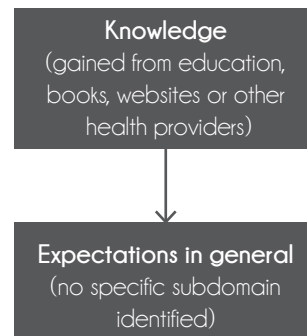 Knowledge
(gained from education,
books, websites or other
health providers)
Expectations in general
(no specific subdomain
identified)